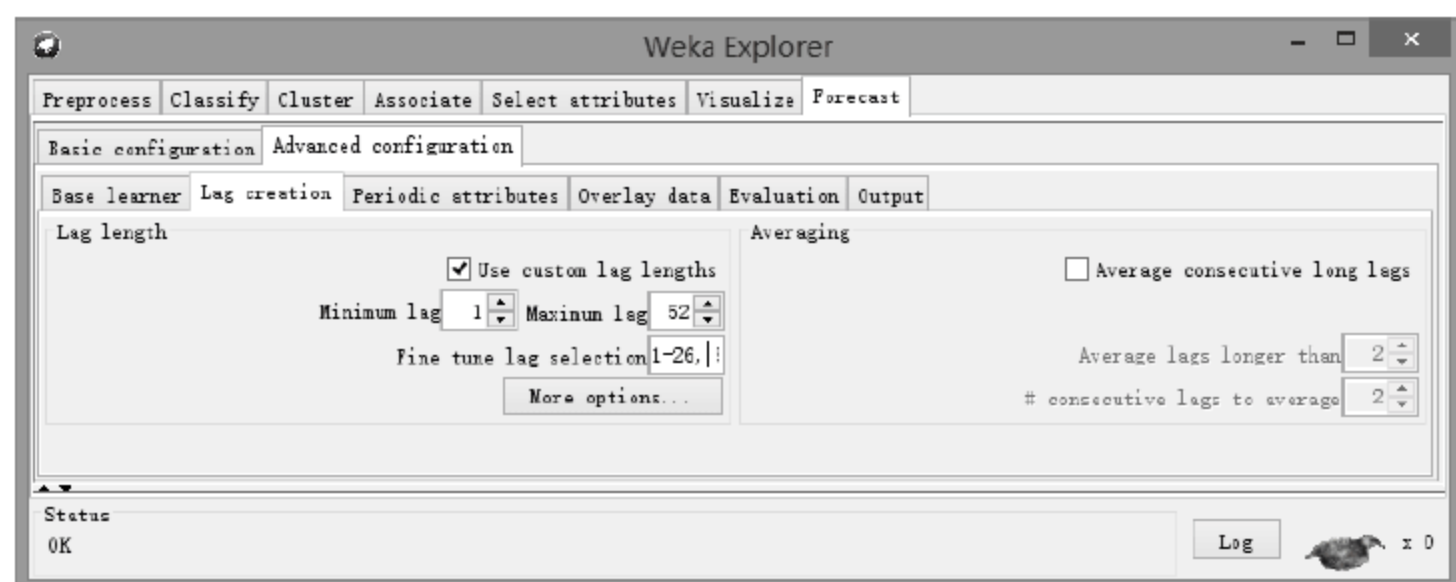 Weka Explorer
Preprocess Classify Cluster Associate Select attributes Visualize Forecast
Basic configuration Advanced configuration
Base learner Lag creation Periodic attributes Overlay data Evaluation Output
Lag length
Use custom lag lengths
Minimum lag 1 Maximum lag 52
Fine tune lag selection 1-26,
More options...
Averaging
Average consecutive long lags
Average lags longer than 2
# consecutive lags to average 2
Status
OK
Log
x 0